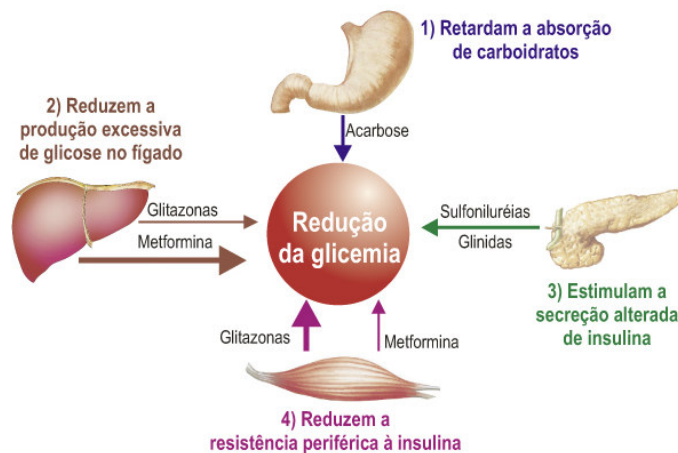 1) Retardam a absorção
de carboidratos
Acarbose
2) Reduzem a
produção excessiva
de glicose no fígado
Glitazonas
Metformina
Redução
da glicemia
Sulfoniluréias
Glinidas
3) Estimulam a
secreção alterada
de insulina
Glitazonas
Metformina
4) Reduzem a
resistência periférica à insulina